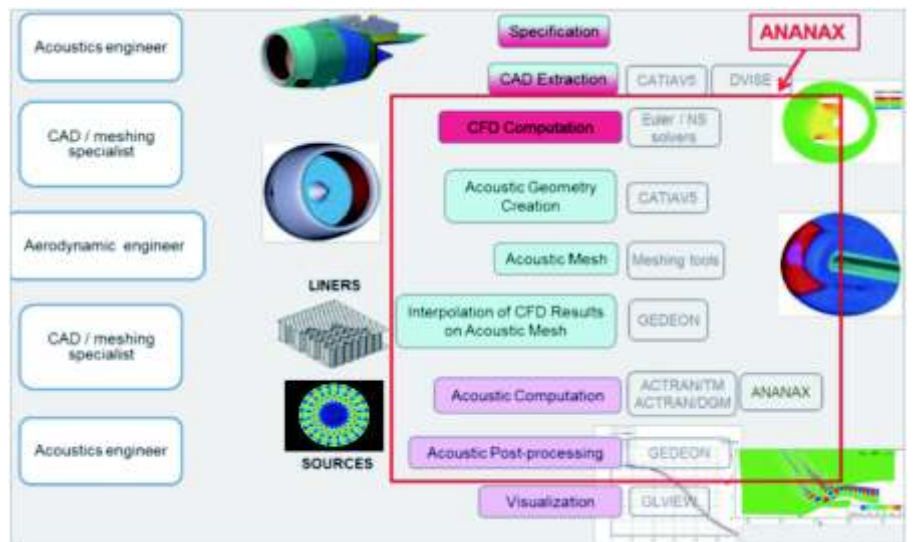 Acoustics engineer
CAD / meshing
specialist
Aerodynamic engineer
CAD / meshing
specialist
Acoustics engineer
LINERS
SOURCES
Specification
ANANAX
CAD Extraction
CATIAV5
DVISE
CFD Computation
Euler / NS
solvers
Acoustic Geometry
Creation
CATIAV5
Acoustic Mesh
Meshing tools
Interpolation of CFD Results
on Acoustic Mesh
GEDEON
Acoustic Computation
ACTRAN/TM
ACTRAN/DGM
ANANAX
Acoustic Post-processing
GEDEON
Visualization
GLVIEW